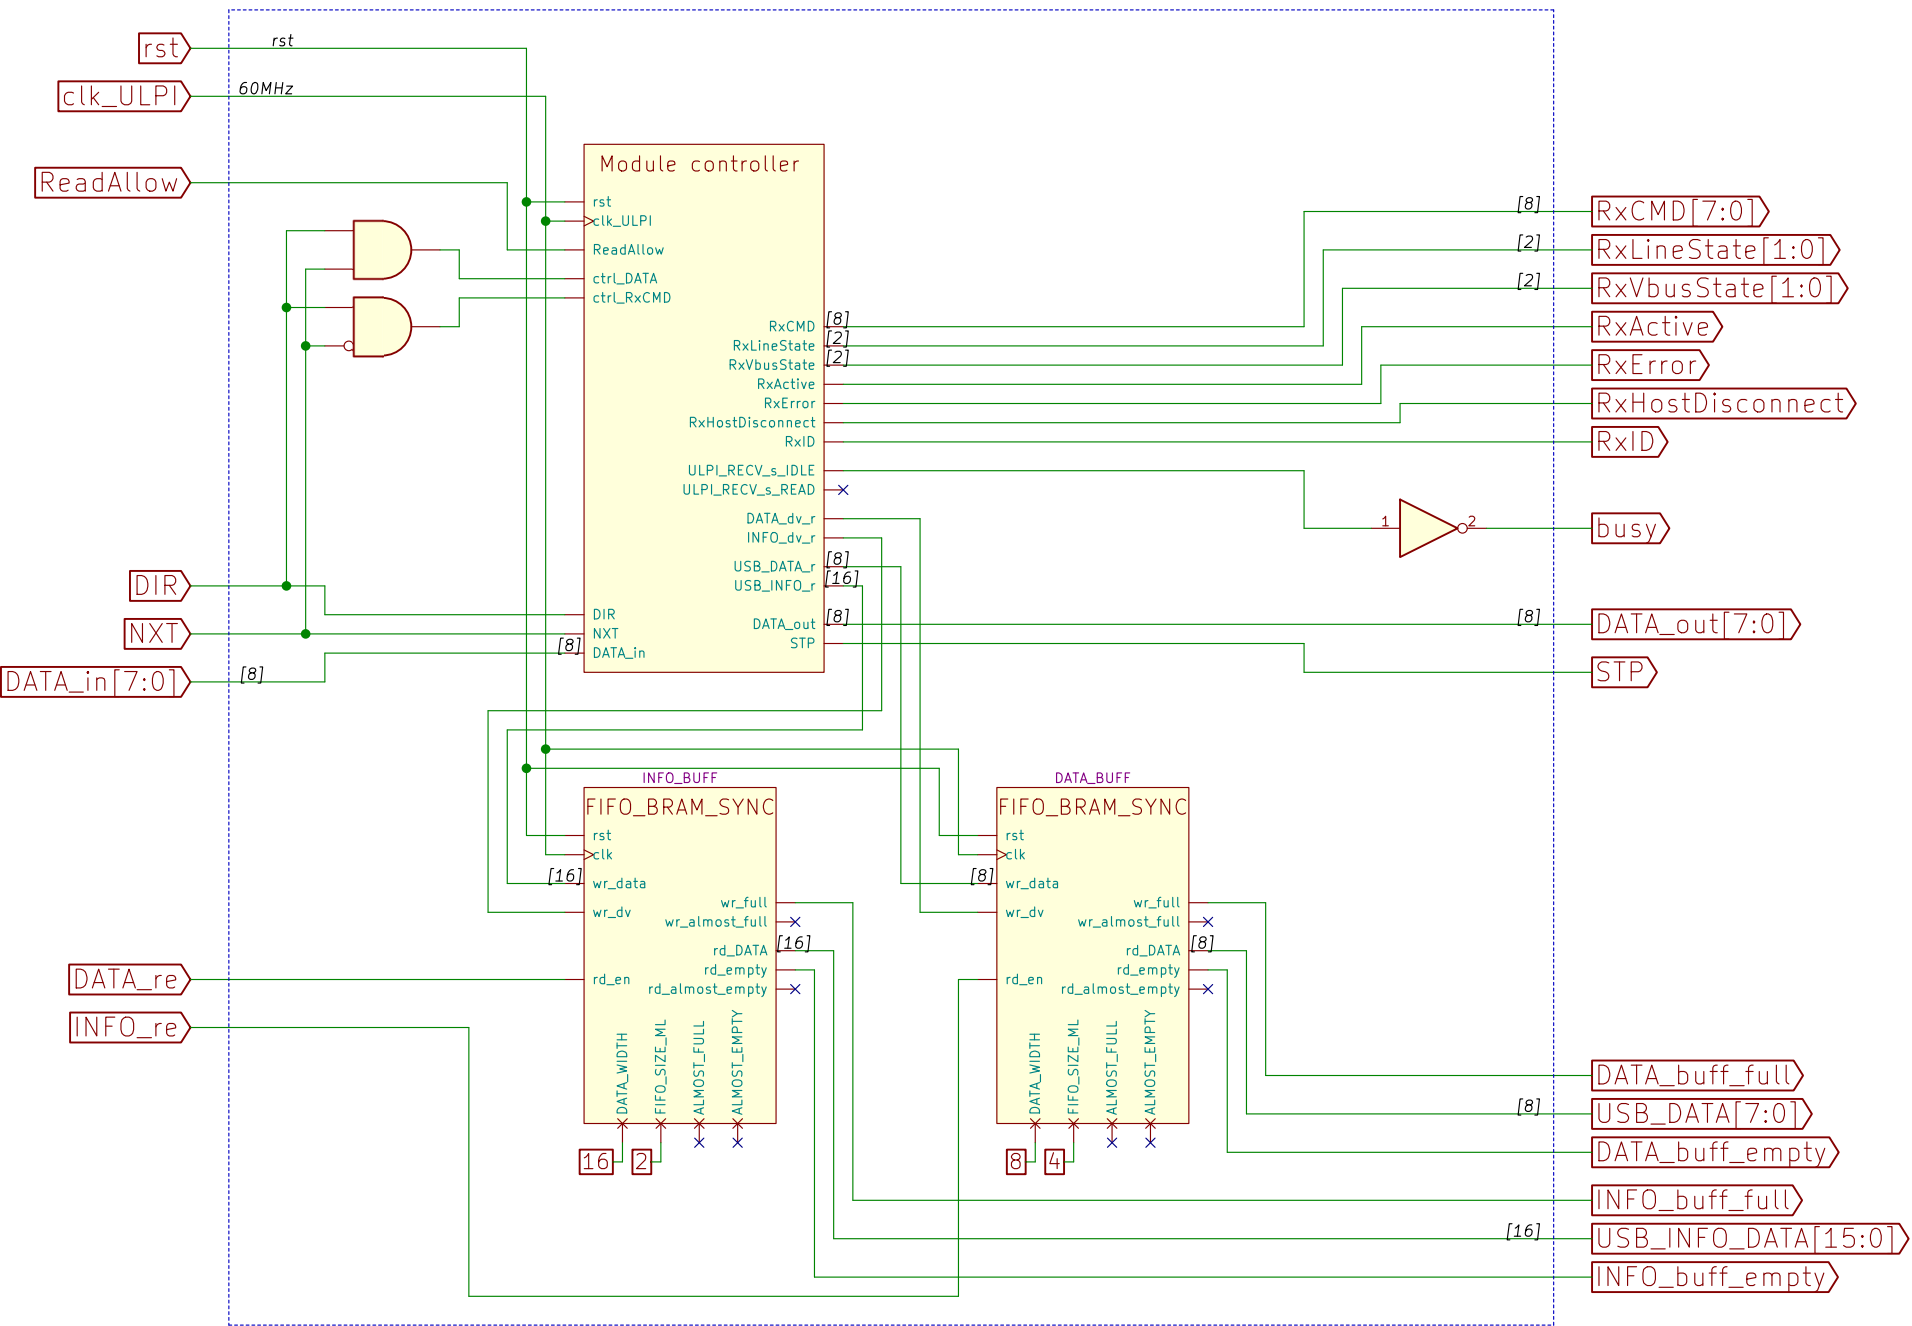 rst
rst
clk_ULPI
60MHz
ReadAllow
Module controller
rst
clk_ULPI
ReadAllow
ctrl_DATA
ctrl_RxCMD
RxCMD
[8]
RxLineState
[2]
RxVbusState
[2]
RxActive
RxError
RxHostDisconnect
RxID
ULPI_RECV_s_IDLE
ULPI_RECV_s_READ
DATA_dv_r
INFO_dv_r
USB_DATA_r
[8]
USB_INFO_r
[16]
DATA_out
[8]
STP
DIR
NXT
[8]
DATA_in
DIR
NXT
DATA_in[7:0]
[8]
[8]
RxCMD[7:0]
[2]
RxLineState[1:0]
[2]
RxVbusState[1:0]
RxActive
RxError
RxHostDisconnect
RxID
1
2
busy
[8]
DATA_out[7:0]
STP
INFO_BUFF
FIFO_BRAM_SYNC
rst
clk
[16]
wr_data
wr_dv
wr_full
wr_almost_full
rd_DATA
[16]
rd_empty
rd_en
rd_almost_empty
DATA_WIDTH
FIFO_SIZE_ML
ALMOST_FULL
ALMOST_EMPTY
16
2
DATA_BUFF
FIFO_BRAM_SYNC
rst
clk
[8]
wr_data
wr_dv
wr_full
wr_almost_full
rd_DATA
[8]
rd_empty
rd_en
rd_almost_empty
DATA_WIDTH
FIFO_SIZE_ML
ALMOST_FULL
ALMOST_EMPTY
8
4
DATA_re
INFO_re
DATA_buff_full
[8]
USB_DATA[7:0]
DATA_buff_empty
INFO_buff_full
[16]
USB_INFO_DATA[15:0]
INFO_buff_empty